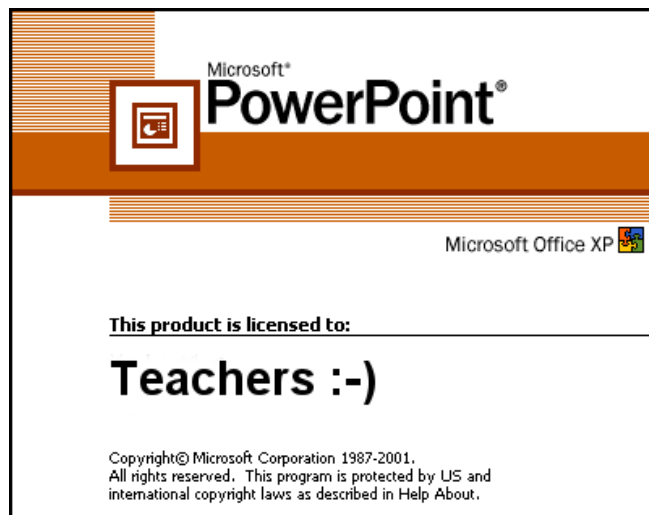 Microsoft®
PowerPoint®
Microsoft Office XP
This product is licensed to:
Teachers :-)
Copyright© Microsoft Corporation 1987-2001.
All rights reserved.  This program is protected by US and
international copyright laws as described in Help About.